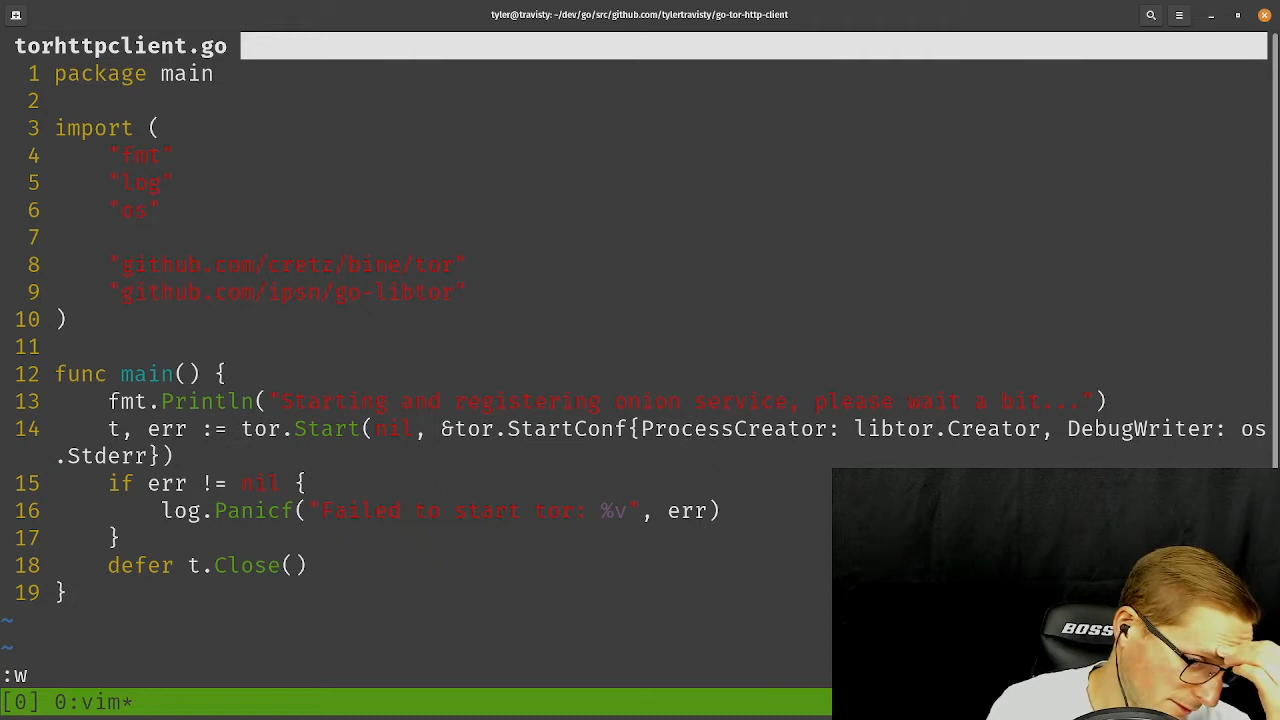 tyler@travisty: ~/dev/go/src/github.com/tylertravisty/go-tor-http-client
torhttpclient.go
1 package main
2
3 import (
4 "fmt"
5 "log"
6 "os"
7
8 "github.com/cretz/bine/tor"
9 "github.com/ipsn/go-libtor"
10 )
11
12 func main() {
13 fmt.Println("Starting and registering onion service, please wait a bit...")
14 t, err := tor.Start(nil, &tor.StartConf{ProcessCreator: libtor.Creator, DebugWriter: os
.Stderr})
15 if err != nil {
16 log.Panicf("Failed to start tor: %v", err)
17 }
18 defer t.Close()
19 }
~
~
:w
[0] 0:vim*
BOSS